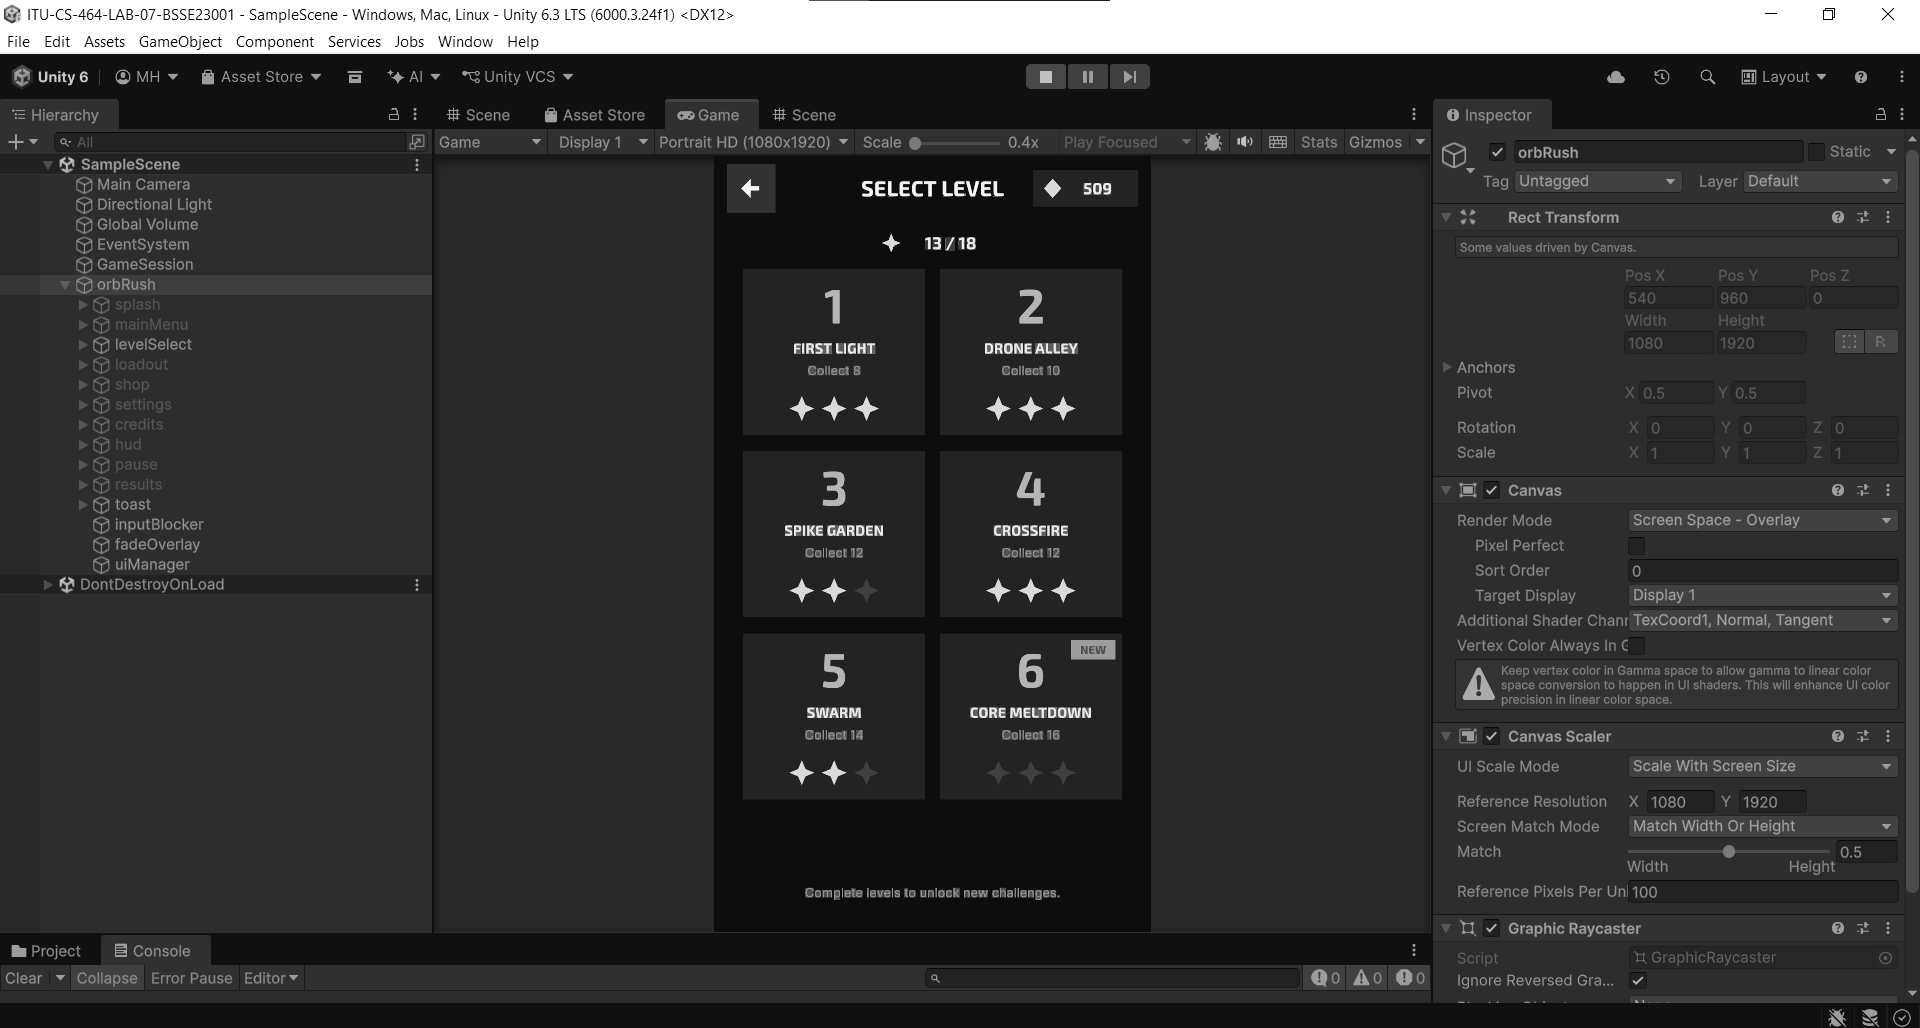 ITU-CS-464-LAB-07-BSSE23001 - SampleScene - Windows, Mac, Linux - Unity 6.3 LTS (6000.3.24f1) <DX12>
File Edit Assets GameObject Component Services Jobs Window Help
Unity 6 MH Asset Store AI Unity VCS Layout
Hierarchy
All
SampleScene
Main Camera
Directional Light
Global Volume
EventSystem
GameSession
orbRush
splash
mainMenu
levelSelect
loadout
shop
settings
credits
hud
pause
results
toast
inputBlocker
fadeOverlay
uiManager
DontDestroyOnLoad
Scene Asset Store Game Scene
Game Display 1 Portrait HD (1080x1920) Scale 0.4x Play Focused Stats Gizmos
SELECT LEVEL 509
13 / 18
1
FIRST LIGHT
Collect 8
2
DRONE ALLEY
Collect 10
3
SPIKE GARDEN
Collect 12
4
CROSSFIRE
Collect 12
5
SWARM
Collect 14
NEW
6
CORE MELTDOWN
Collect 16
Complete levels to unlock new challenges.
Inspector
orbRush Static
Tag Untagged Layer Default
Rect Transform
Some values driven by Canvas.
Pos X Pos Y Pos Z
540 960 0
Width Height
1080 1920 R
Anchors
Pivot X 0.5 Y 0.5
Rotation X 0 Y 0 Z 0
Scale X 1 Y 1 Z 1
Canvas
Render Mode Screen Space - Overlay
Pixel Perfect
Sort Order 0
Target Display Display 1
Additional Shader Chan TexCoord1, Normal, Tangent
Vertex Color Always In G
Keep vertex color in Gamma space to allow gamma to linear color
space conversion to happen in UI shaders. This will enhance UI color
precision in linear color space.
Canvas Scaler
UI Scale Mode Scale With Screen Size
Reference Resolution X 1080 Y 1920
Screen Match Mode Match Width Or Height
Match 0.5
Width Height
Reference Pixels Per Uni 100
Graphic Raycaster
Script GraphicRaycaster
Ignore Reversed Gra...
Project Console
Clear Collapse Error Pause Editor 0 0 0